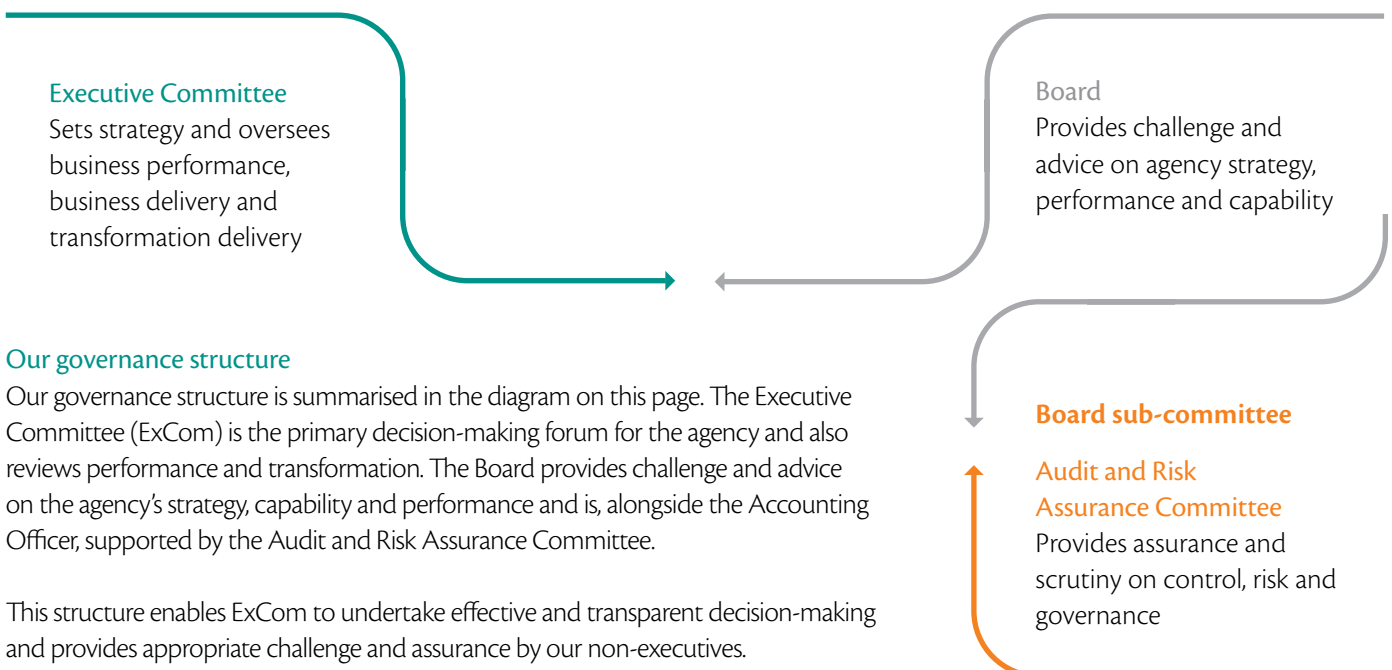 Executive Committee
Sets strategy and oversees
business performance,
business delivery and
transformation delivery
Board
Provides challenge and
advice on agency strategy,
performance and capability
Our governance structure
Our governance structure is summarised in the diagram on this page. The Executive
Committee (ExCom) is the primary decision-making forum for the agency and also
reviews performance and transformation. The Board provides challenge and advice
on the agency’s strategy, capability and performance and is, alongside the Accounting
Officer, supported by the Audit and Risk Assurance Committee.
This structure enables ExCom to undertake effective and transparent decision-making
and provides appropriate challenge and assurance by our non-executives.
Board sub-committee
Audit and Risk
Assurance Committee
Provides assurance and
scrutiny on control, risk and
governance